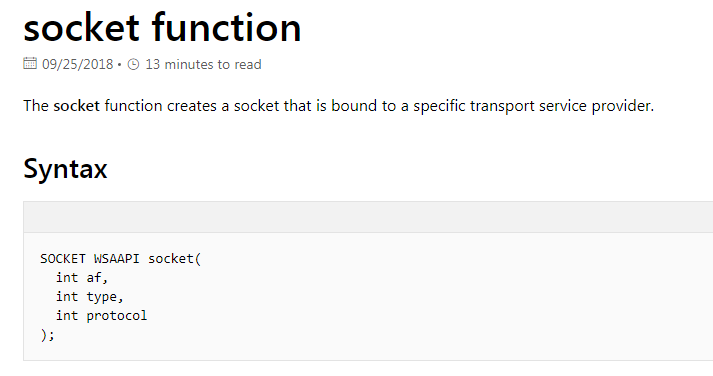 socket function
09/25/2018 • 13 minutes to read
The socket function creates a socket that is bound to a specific transport service provider.
Syntax
SOCKET WSAAPI socket(
  int af,
  int type,
  int protocol
);